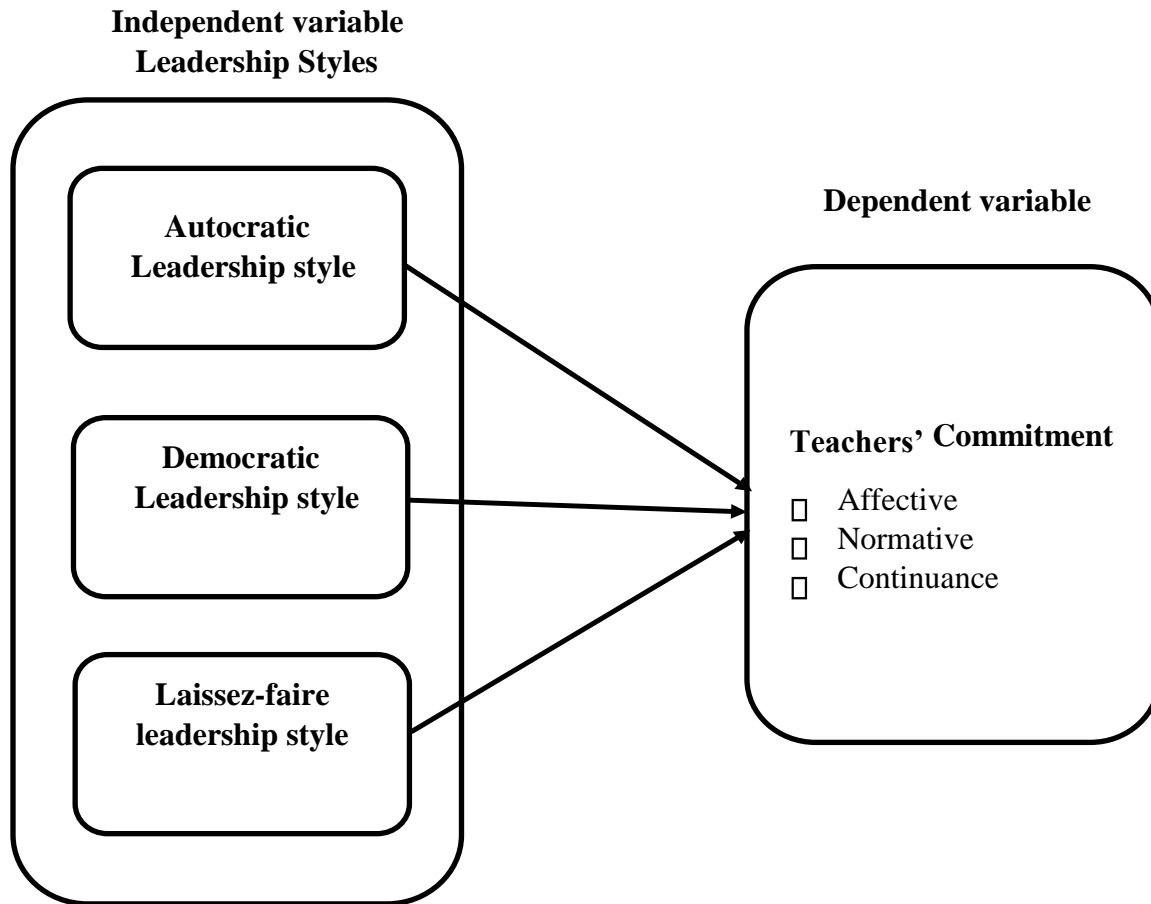 Independent variable
Leadership Styles
Autocratic
Leadership style
Democratic
Leadership style
Laissez-faire
leadership style
Dependent variable
Teachers’ Commitment
Affective
Normative
Continuance